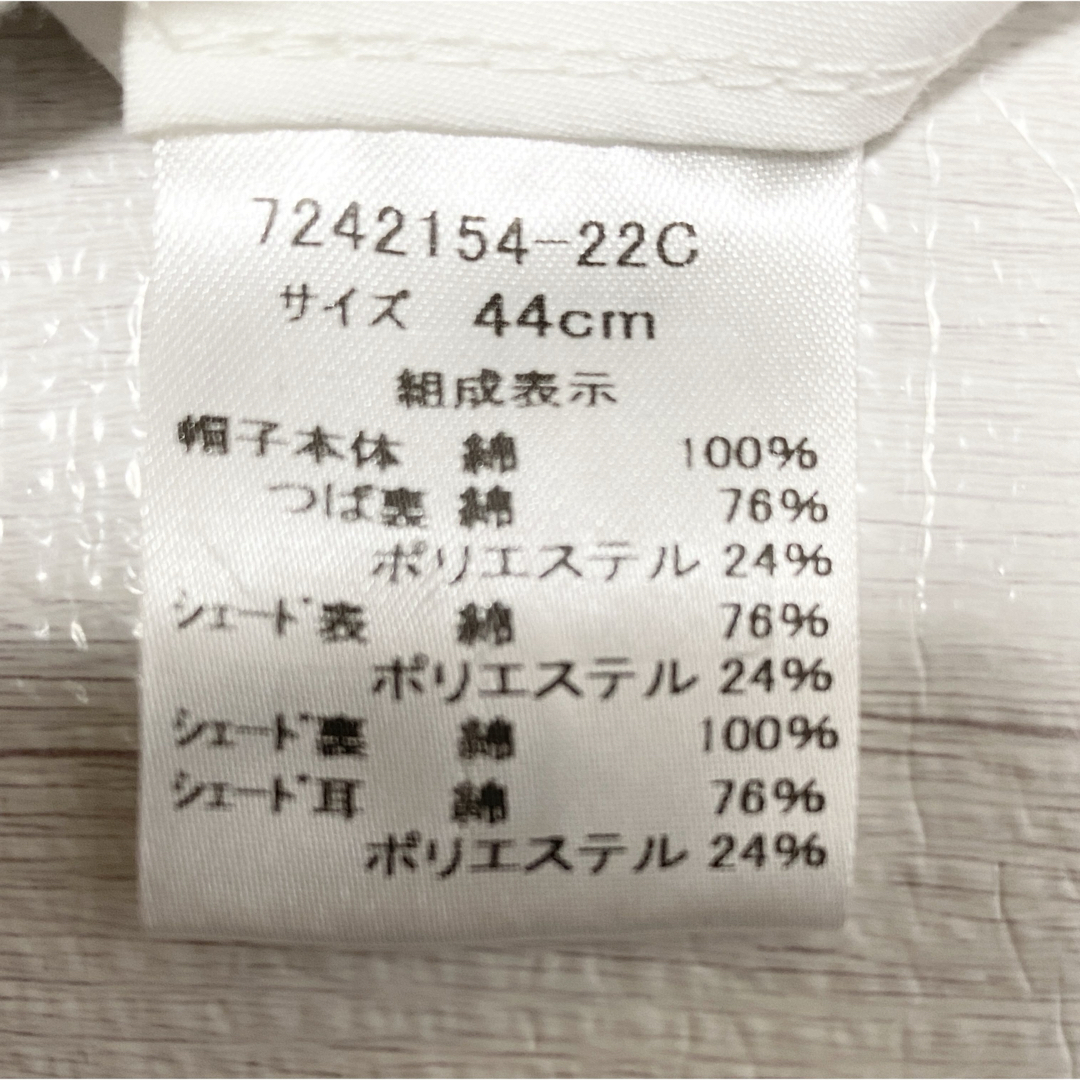 7242154-22C
サイズ 44cm
組成表示
帽子本体 綿 100%
つば裏 綿 76%
ポリエステル 24%
シェード表 綿 76%
ポリエステル 24%
シェード裏 綿 100%
シェード耳 綿 76%
ポリエステル 24%